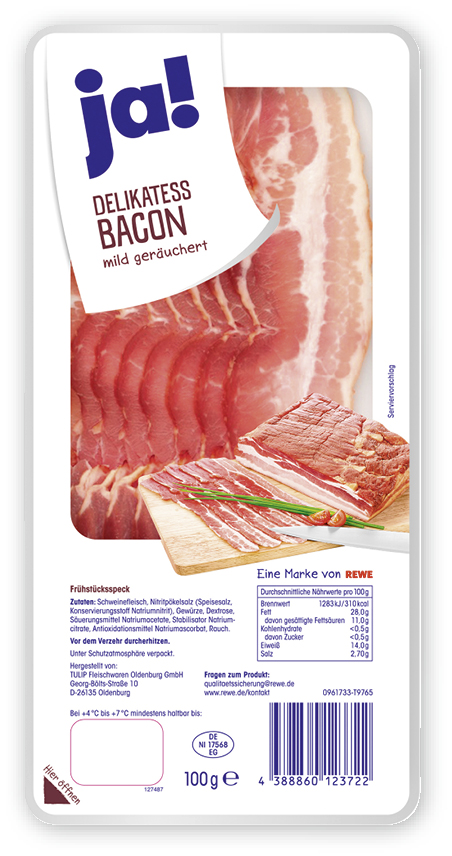 ja!
DELIKATESS
BACON
mild geräuchert
Serviervorschlag
Eine Marke von REWE
Frühstücksspeck
Zutaten: Schweinefleisch, Nitritpökelsalz (Speisesalz,
Konservierungsstoff Natriumnitrit), Gewürze, Dextrose,
Säuerungsmittel Natriumacetate, Stabilisator Natrium-
citrate, Antioxidationsmittel Natriumascorbat, Rauch.
Vor dem Verzehr durcherhitzen.
Unter Schutzatmosphäre verpackt.
Durchschnittliche Nährwerte pro 100g
Brennwert 1283kJ/310kcal
Fett 28,0g
davon gesättigte Fettsäuren 11,0g
Kohlenhydrate <0,5g
davon Zucker <0,5g
Eiweiß 14,0g
Salz 2,70g
Hergestellt von:
TULIP Fleischwaren Oldenburg GmbH
Georg-Bölts-Straße 10
D-26135 Oldenburg
Fragen zum Produkt:
qualitaetssicherung@rewe.de
www.rewe.de/kontakt
0961733-T9765
Bei +4°C bis +7°C mindestens haltbar bis:
DE
NI 17568
EG
100g ℮
4 388860 123722
127487
Hier öffnen